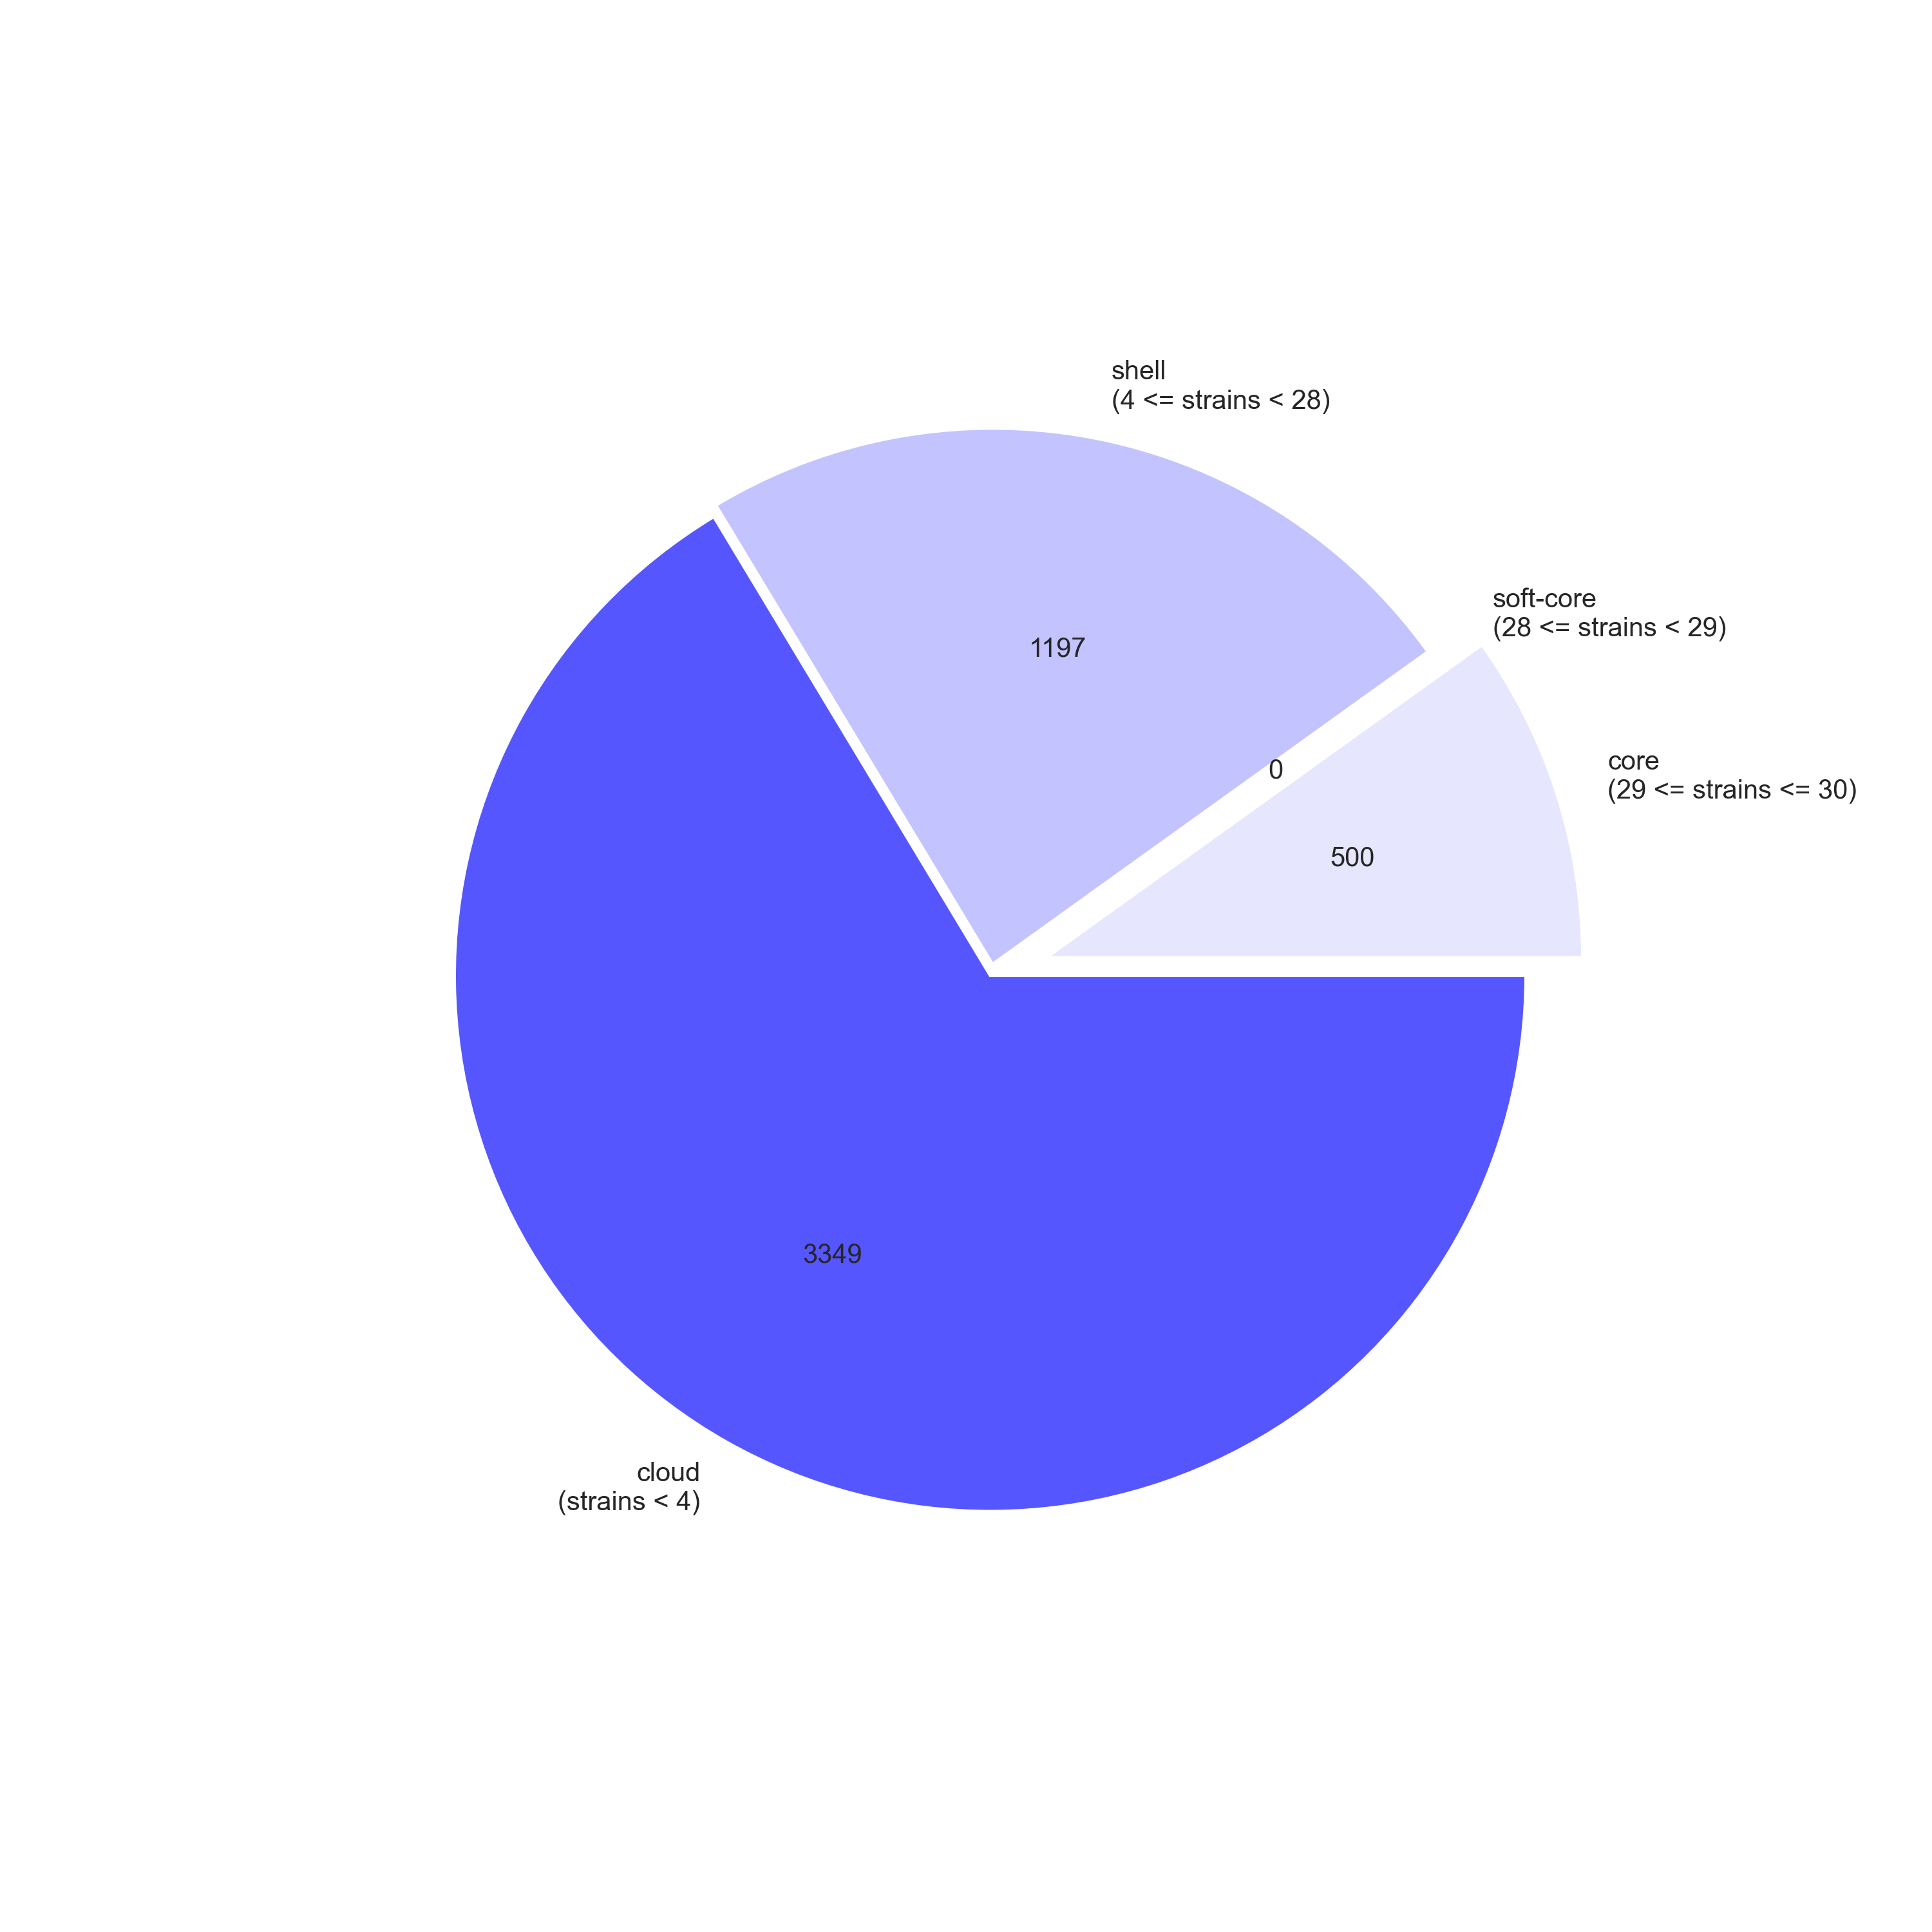 shell
(4 <= strains < 28)
soft-core
(28 <= strains < 29)
1197
core
(29 <= strains <= 30)
0
500
3349
cloud
(strains < 4)